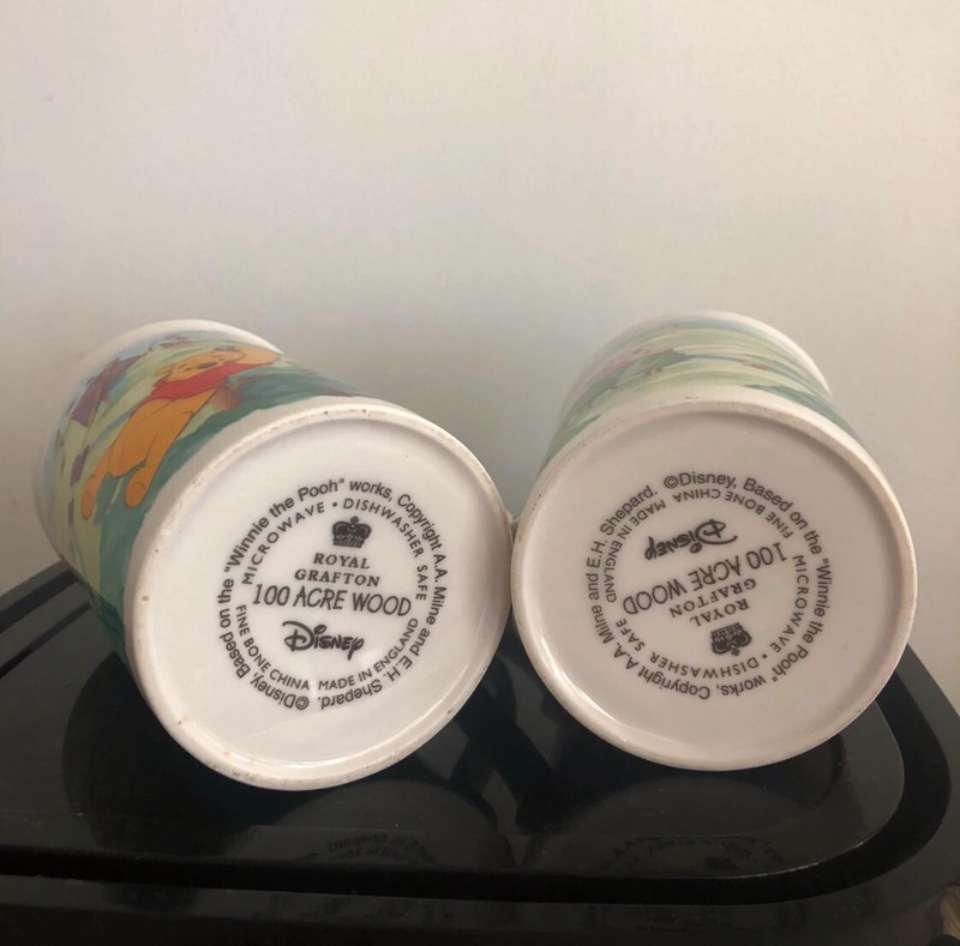 ©Disney, Based on the "Winnie the Pooh" works, Copyright A.A. Milne and E.H. Shepard.
MICROWAVE • DISHWASHER SAFE
ROYAL
GRAFTON
100 ACRE WOOD
Disney
FINE BONE CHINA MADE IN ENGLAND
©Disney, Based on the "Winnie the Pooh" works, Copyright A.A. Milne and E.H. Shepard.
MICROWAVE • DISHWASHER SAFE
ROYAL
GRAFTON
100 ACRE WOOD
Disney
FINE BONE CHINA MADE IN ENGLAND